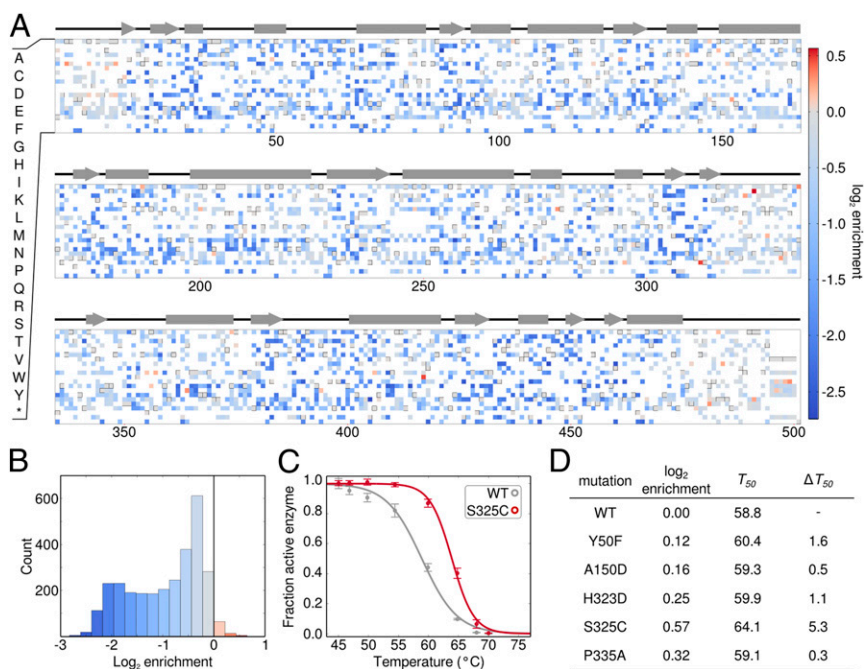 A
A
C
D
E
F
G
H
I
K
L
M
N
P
Q
R
S
T
V
W
Y
*
50
100
150
200
250
300
350
400
450
500
0.5
0.0
-0.5
-1.0
-1.5
-2.0
-2.5
log2 enrichment
B
Count
600
400
200
0
-3
-2
-1
0
1
Log2 enrichment
C
Fraction active enzyme
1.0
0.8
0.6
0.4
0.2
0.0
WT
S325C
45 50 55 60 65 70 75
Temperature (°C)
D
mutation log2 enrichment T50 ΔT50
WT 0.00 58.8 -
Y50F 0.12 60.4 1.6
A150D 0.16 59.3 0.5
H323D 0.25 59.9 1.1
S325C 0.57 64.1 5.3
P335A 0.32 59.1 0.3